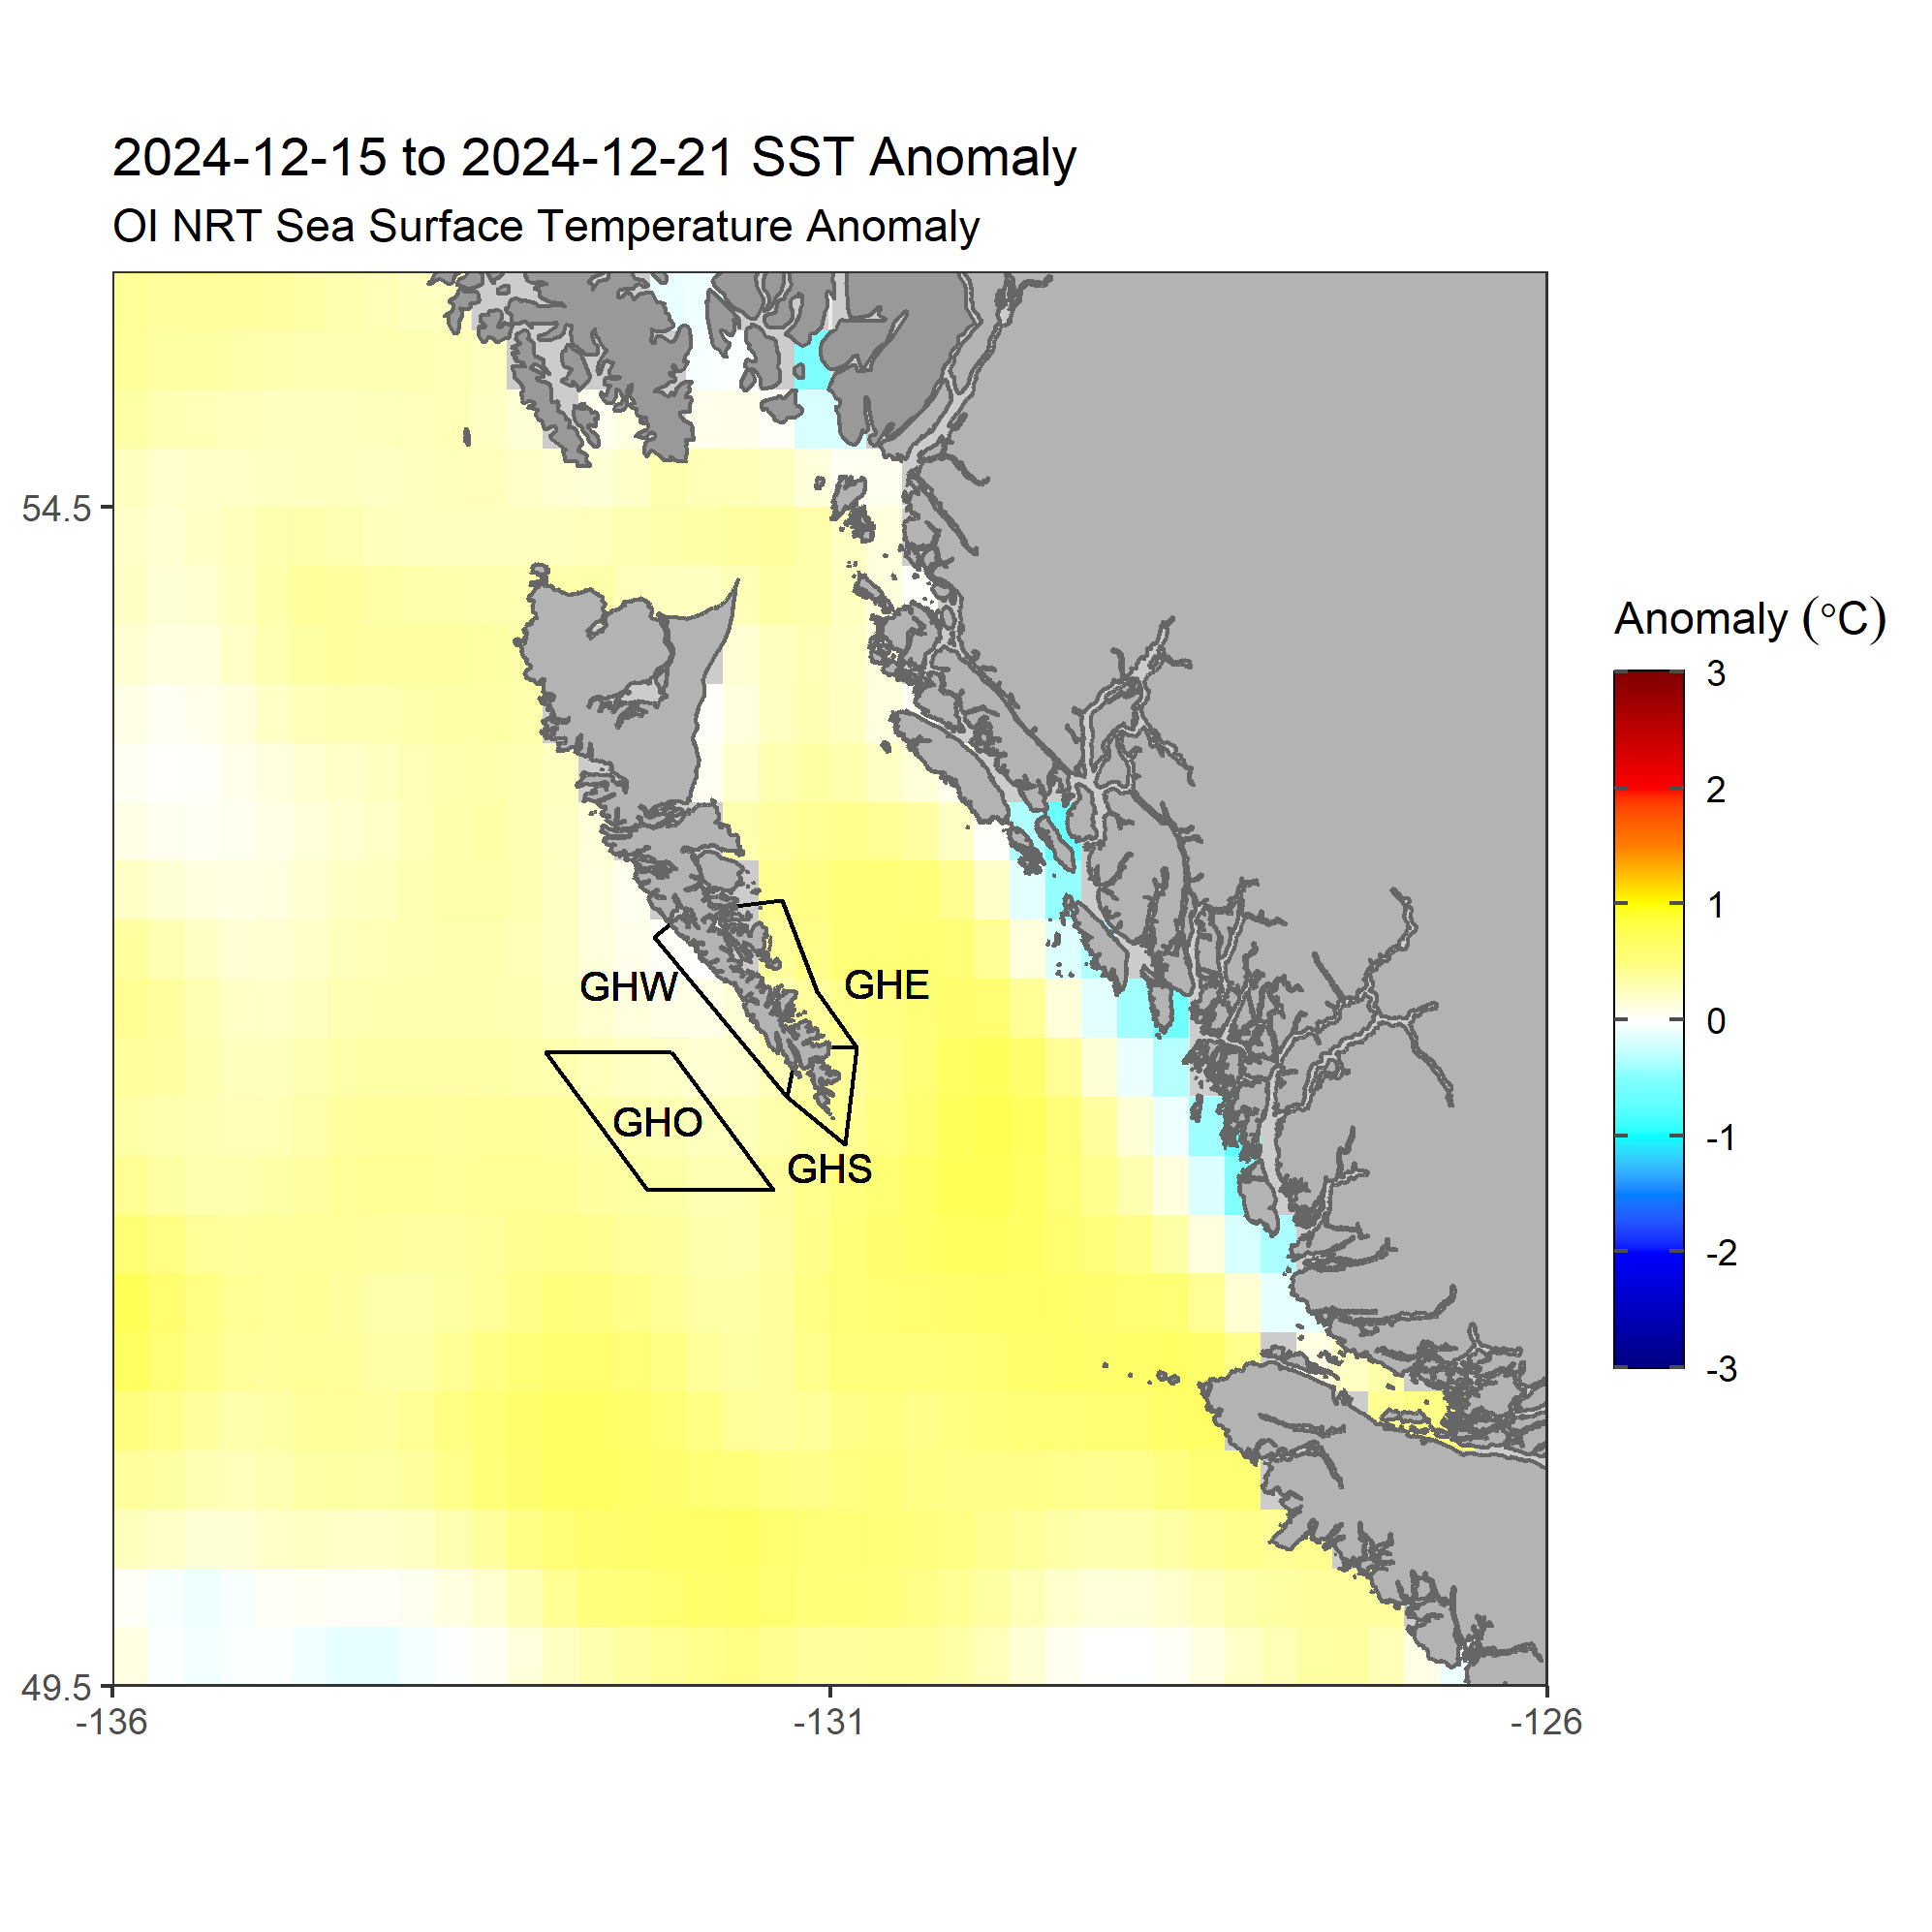 2024-12-15 to 2024-12-21 SST Anomaly
OI NRT Sea Surface Temperature Anomaly
54.5
49.5
-136
-131
-126
GHW
GHE
GHO
GHS
Anomaly (°C)
3
2
1
0
-1
-2
-3